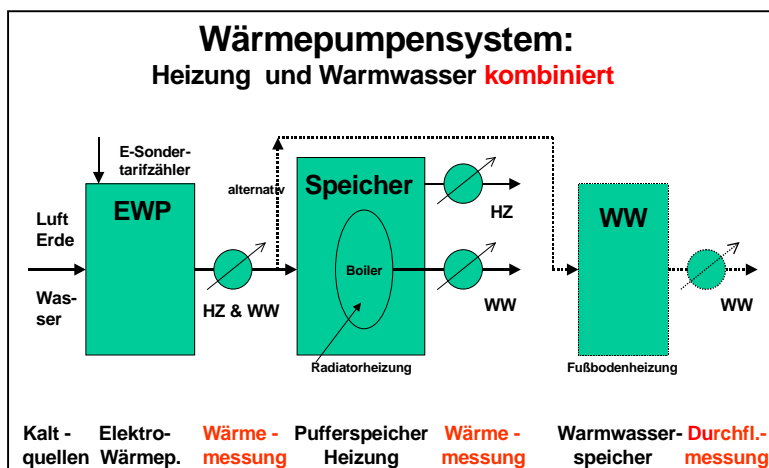 Wärmepumpensystem:
Heizung und Warmwasser kombiniert
E-Sonder-
tarifzähler
alternativ
EWP
Speicher
WW
Luft
Erde
Was-
ser
HZ & WW
Boiler
HZ
WW
WW
Radiatorheizung
Fußbodenheizung
Kalt -
quellen
Elektro-
Wärmep.
Wärme -
messung
Pufferspeicher
Heizung
Wärme -
messung
Warmwasser-
speicher
Durchfl.-
messung